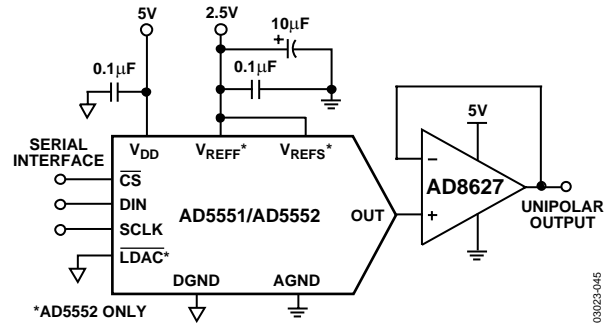 5V
2.5V
10μF
+
0.1μF
0.1μF
5V
SERIAL
INTERFACE
VDD
VREFF*
VREFS*
CS
DIN
SCLK
LDAC*
AD5551/AD5552
OUT
DGND
AGND
−
+
AD8627
UNIPOLAR
OUTPUT
*AD5552 ONLY
03023-045